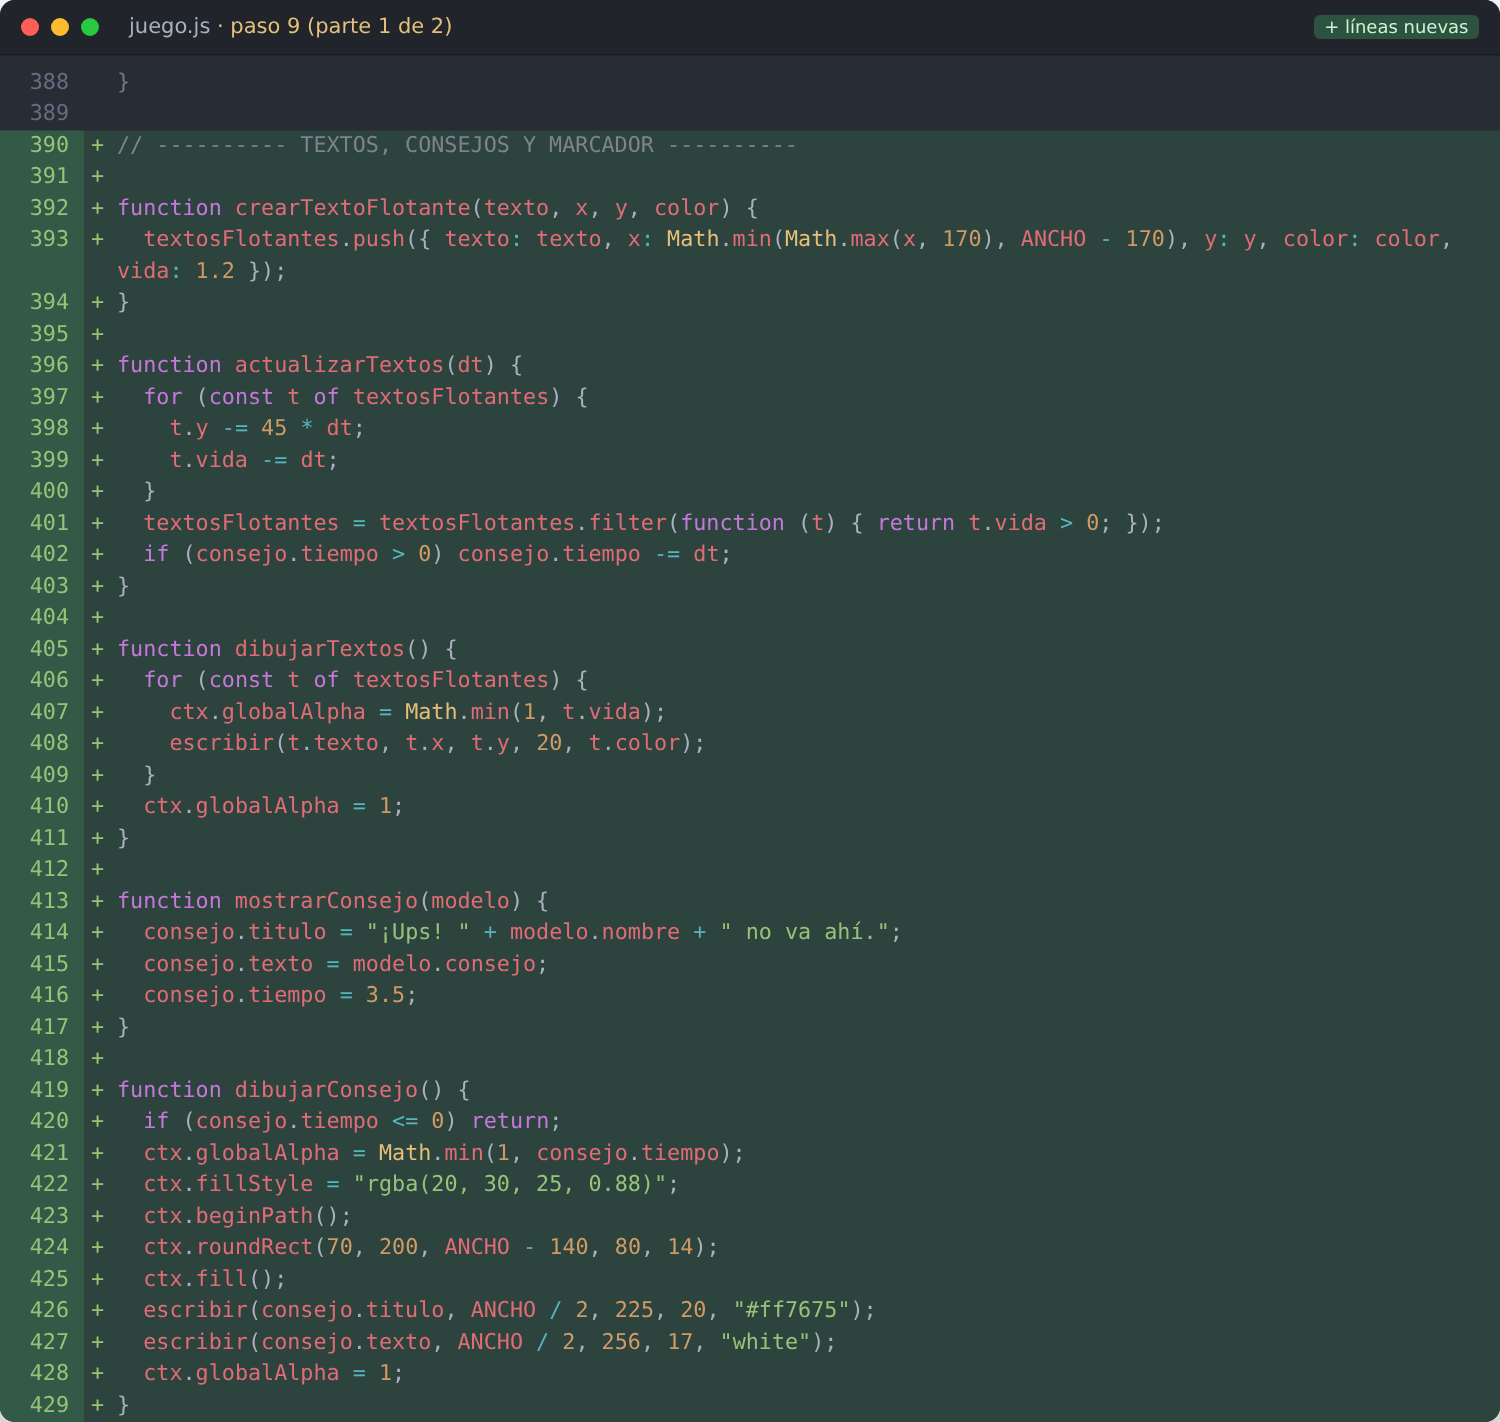 juego.js · paso 9 (parte 1 de 2)
+ líneas nuevas
388 }
389
390 + // ---------- TEXTOS, CONSEJOS Y MARCADOR ----------
391 +
392 + function crearTextoFlotante(texto, x, y, color) {
393 +   textosFlotantes.push({ texto: texto, x: Math.min(Math.max(x, 170), ANCHO - 170), y: y, color: color,
vida: 1.2 });
394 + }
395 +
396 + function actualizarTextos(dt) {
397 +   for (const t of textosFlotantes) {
398 +     t.y -= 45 * dt;
399 +     t.vida -= dt;
400 +   }
401 +   textosFlotantes = textosFlotantes.filter(function (t) { return t.vida > 0; });
402 +   if (consejo.tiempo > 0) consejo.tiempo -= dt;
403 + }
404 +
405 + function dibujarTextos() {
406 +   for (const t of textosFlotantes) {
407 +     ctx.globalAlpha = Math.min(1, t.vida);
408 +     escribir(t.texto, t.x, t.y, 20, t.color);
409 +   }
410 +   ctx.globalAlpha = 1;
411 + }
412 +
413 + function mostrarConsejo(modelo) {
414 +   consejo.titulo = "¡Ups! " + modelo.nombre + " no va ahí.";
415 +   consejo.texto = modelo.consejo;
416 +   consejo.tiempo = 3.5;
417 + }
418 +
419 + function dibujarConsejo() {
420 +   if (consejo.tiempo <= 0) return;
421 +   ctx.globalAlpha = Math.min(1, consejo.tiempo);
422 +   ctx.fillStyle = "rgba(20, 30, 25, 0.88)";
423 +   ctx.beginPath();
424 +   ctx.roundRect(70, 200, ANCHO - 140, 80, 14);
425 +   ctx.fill();
426 +   escribir(consejo.titulo, ANCHO / 2, 225, 20, "#ff7675");
427 +   escribir(consejo.texto, ANCHO / 2, 256, 17, "white");
428 +   ctx.globalAlpha = 1;
429 + }